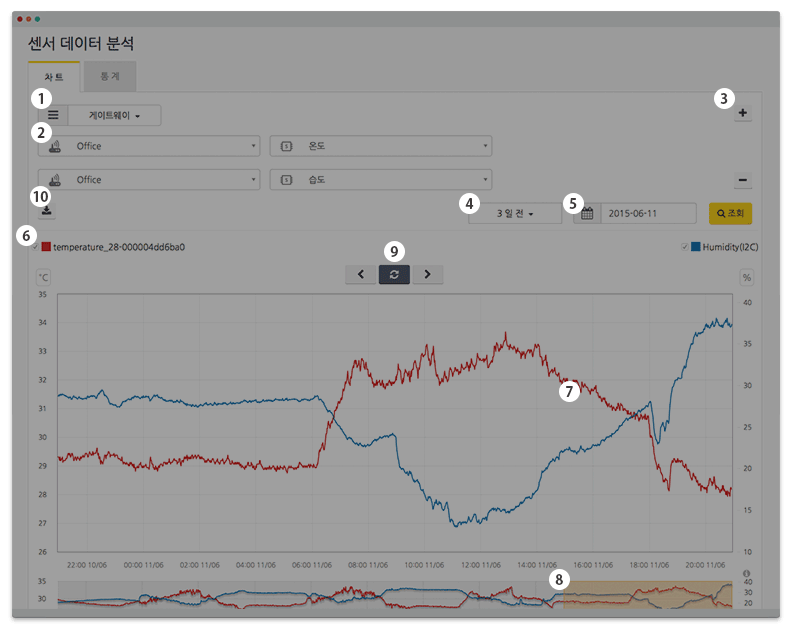 센서 데이터 분석
차 트 통 계
1 3
게이트웨이
2
Office 온도
Office 습도
10 4 5
3 일 전 2015-06-11 조회
6
temperature_28-000004dd6ba0 Humidity(I2C)
9
°C %
35 40
34
33 35
32
31 30
7
30 25
29 20
28
27 15
26 10
22:00 10/06 00:00 11/06 02:00 11/06 04:00 11/06 06:00 11/06 08:00 11/06 10:00 11/06 12:00 11/06 14:00 11/06 16:00 11/06 18:00 11/06 20:00 11/06
8
35 40
30 30
20